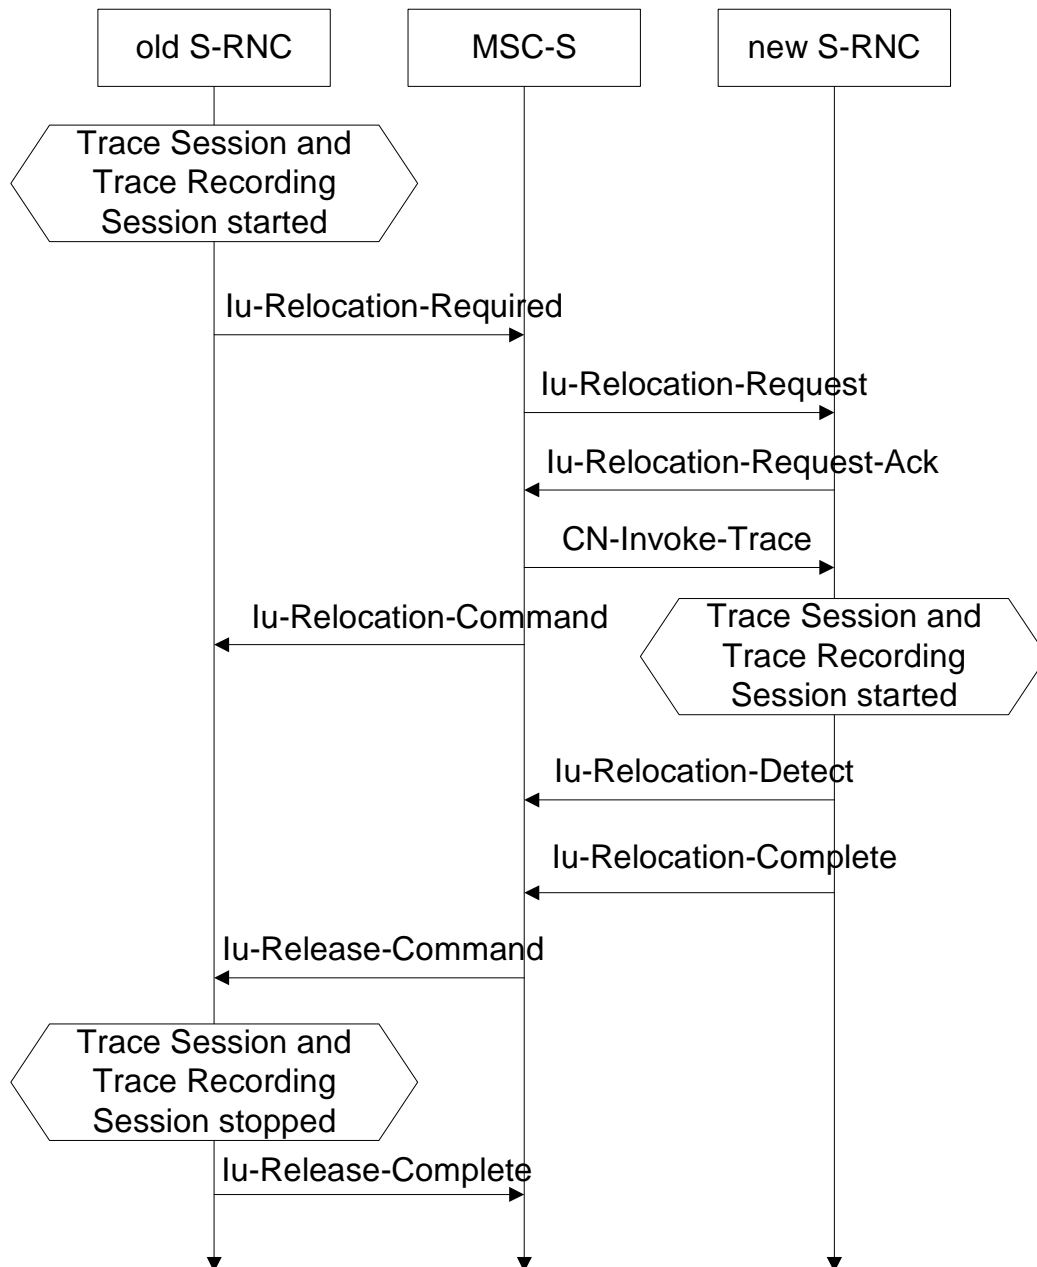 old S-RNC
MSC-S
new S-RNC
Trace Session and
Trace Recording
Session started
Iu-Relocation-Required
Iu-Relocation-Request
Iu-Relocation-Request-Ack
CN-Invoke-Trace
Iu-Relocation-Command
Trace Session and
Trace Recording
Session started
Iu-Relocation-Detect
Iu-Relocation-Complete
Iu-Release-Command
Trace Session and
Trace Recording
Session stopped
Iu-Release-Complete